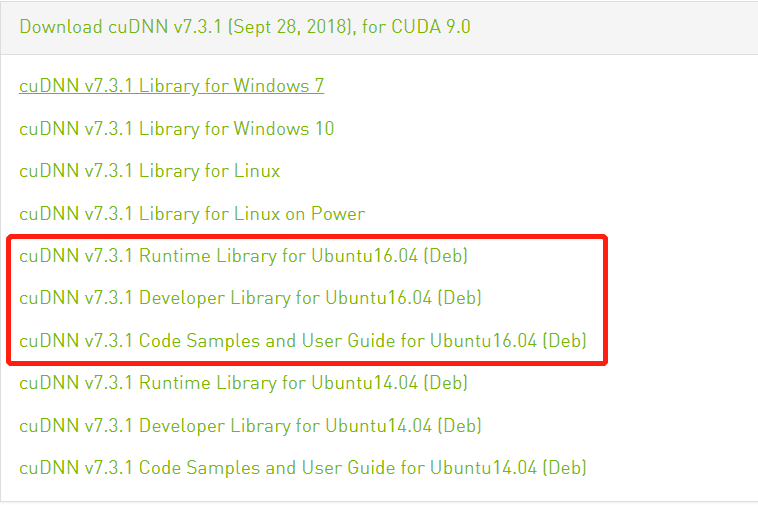 Download cuDNN v7.3.1 (Sept 28, 2018), for CUDA 9.0
cuDNN v7.3.1 Library for Windows 7
cuDNN v7.3.1 Library for Windows 10
cuDNN v7.3.1 Library for Linux
cuDNN v7.3.1 Library for Linux on Power
cuDNN v7.3.1 Runtime Library for Ubuntu16.04 (Deb)
cuDNN v7.3.1 Developer Library for Ubuntu16.04 (Deb)
cuDNN v7.3.1 Code Samples and User Guide for Ubuntu16.04 (Deb)
cuDNN v7.3.1 Runtime Library for Ubuntu14.04 (Deb)
cuDNN v7.3.1 Developer Library for Ubuntu14.04 (Deb)
cuDNN v7.3.1 Code Samples and User Guide for Ubuntu14.04 (Deb)